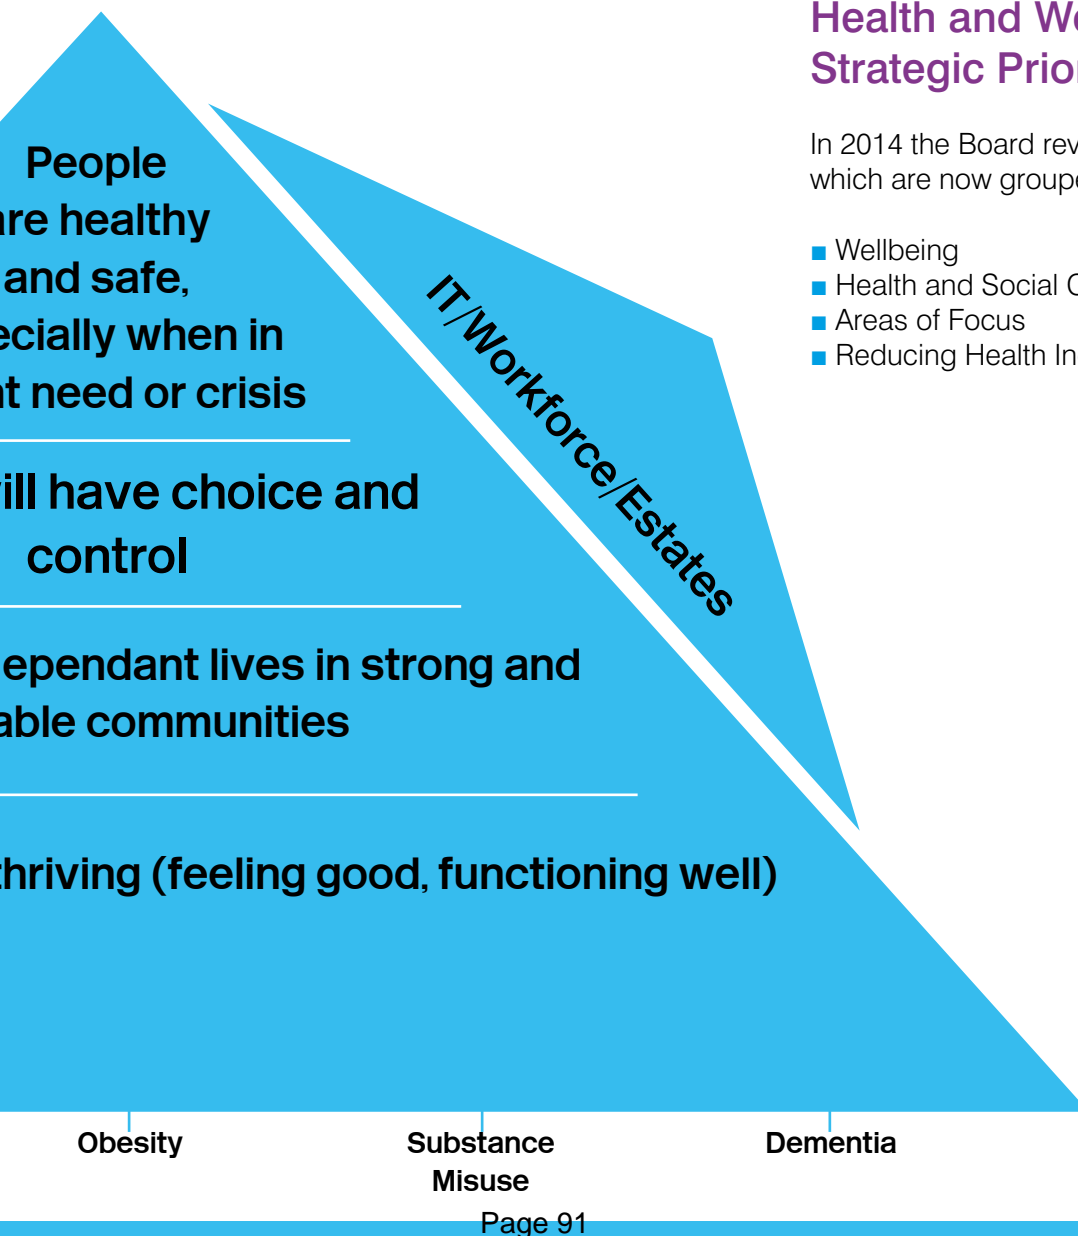 People
are healthy
and safe,
ecially when in
nt need or crisis
ill have choice and
control
ependant lives in strong and
able communities
thriving (feeling good, functioning well)
IT/Workforce/Estates
Obesity
Substance
Misuse
Dementia
Health and We
Strategic Prior
In 2014 the Board rev
which are now groupe
■ Wellbeing
■ Health and Social C
■ Areas of Focus
■ Reducing Health In
Page 91